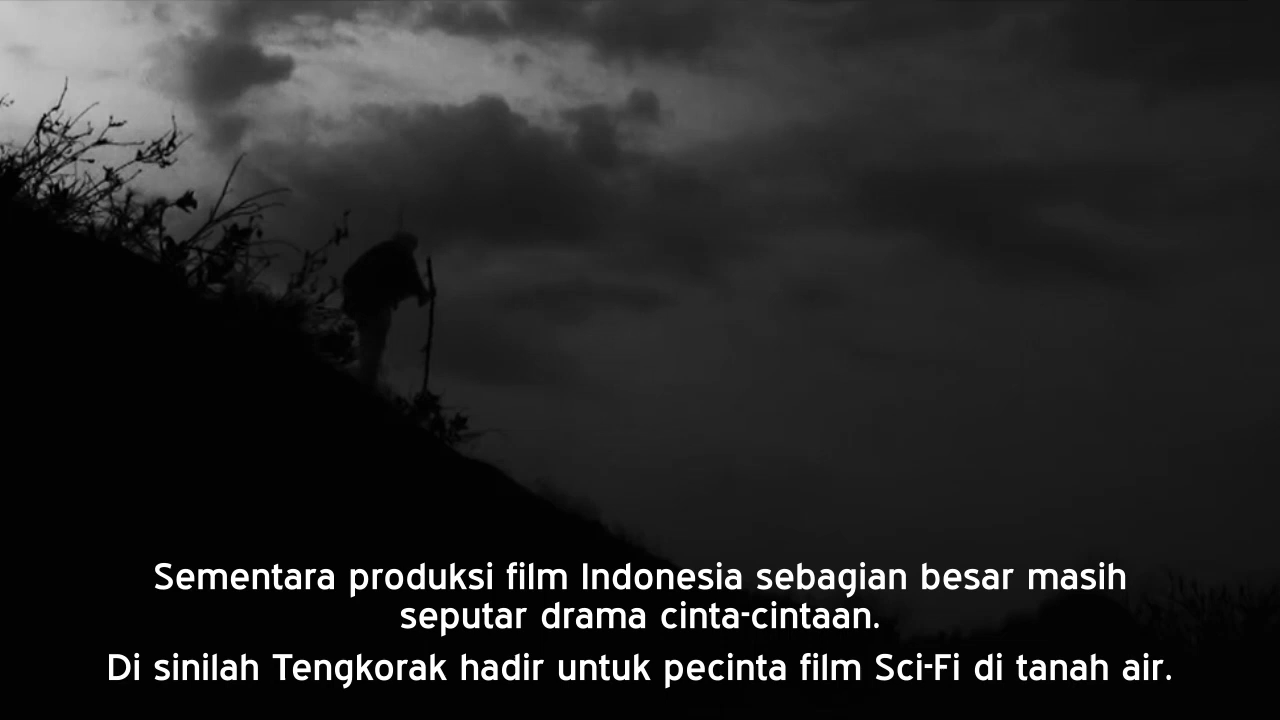 Sementara produksi film Indonesia sebagian besar masih
seputar drama cinta-cintaan.
Di sinilah Tengkorak hadir untuk pecinta film Sci-Fi di tanah air.